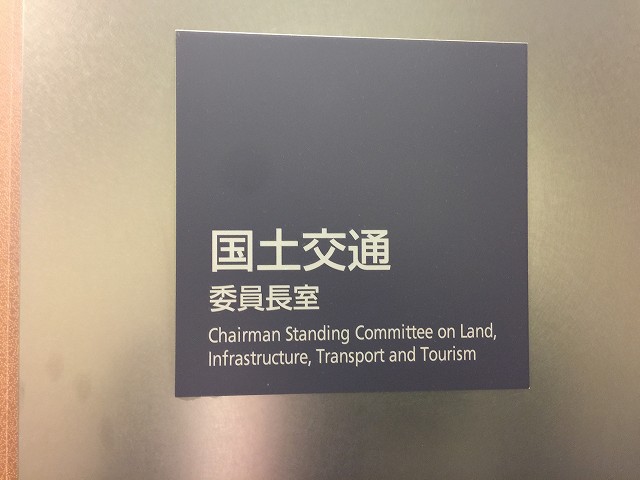 国土交通
委員長室
Chairman Standing Committee on Land,
Infrastructure, Transport and Tourism